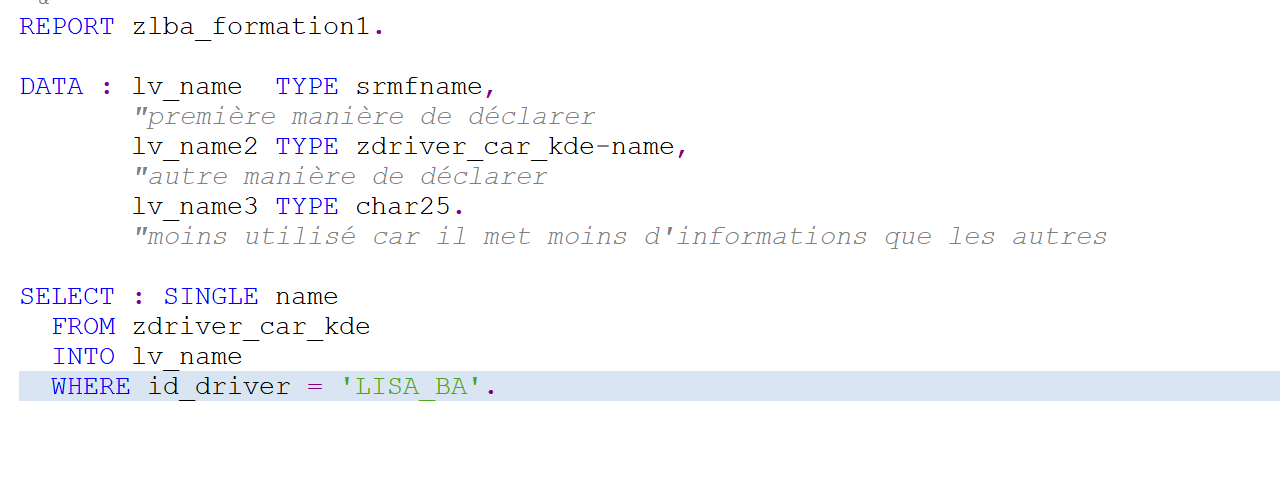 REPORT zlba_formation1.
DATA : lv_name  TYPE srmfname,
"première manière de déclarer
lv_name2 TYPE zdriver_car_kde-name,
"autre manière de déclarer
lv_name3 TYPE char25.
"moins utilisé car il met moins d'informations que les autres
SELECT : SINGLE name
FROM zdriver_car_kde
INTO lv_name
WHERE id_driver = 'LISA_BA'.